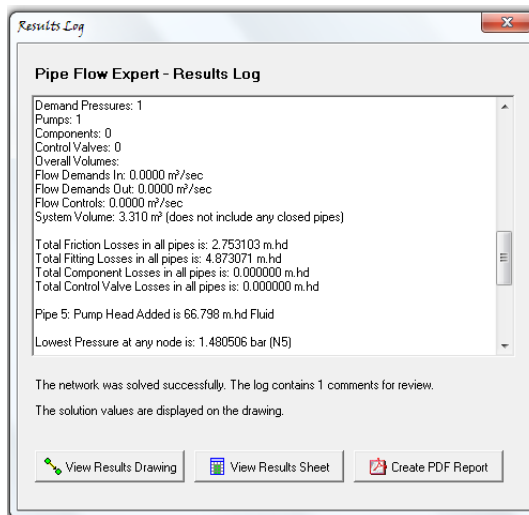 Results Log
Pipe Flow Expert - Results Log
Demand Pressures: 1
Pumps: 1
Components: 0
Control Valves: 0
Overall Volumes:
Flow Demands In: 0.0000 m³/sec
Flow Demands Out: 0.0000 m³/sec
Flow Controls: 0.0000 m³/sec
System Volume: 3.310 m³ (does not include any closed pipes)
Total Friction Losses in all pipes is: 2.753103 m.hd
Total Fitting Losses in all pipes is: 4.873071 m.hd
Total Component Losses in all pipes is: 0.000000 m.hd
Total Control Valve Losses in all pipes is: 0.000000 m.hd
Pipe 5: Pump Head Added is 66.798 m.hd Fluid
Lowest Pressure at any node is: 1.480506 bar (N5)
The network was solved successfully. The log contains 1 comments for review.
The solution values are displayed on the drawing.
View Results Drawing
View Results Sheet
Create PDF Report